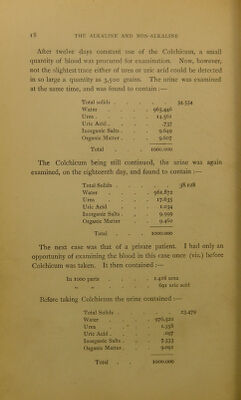 18 THE ALKALINE AND NON-ALKALINE
After twelve days constant use of the Colchicum, a small
quantity of blood was procured for examination. Now, however,
not the slightest trace either of urea or uric acid could be detected
in so large a quantity as 3,500 grains. The urine was examined
at the same time, and was found to contain :—
Total solids . . . . . 34.554
Water . . . . 965.446
Urea . . . . 14.561
Uric Acid . . . .737
Inorganic Salts . . . 9.649
Organic Matter . . . 9.607
Total . . . 1000.000
The Colchicum being still continued, the urine was again
examined, on the eighteenth day, and found to contain :—
Total Solids . . . . . 38.128
Water . . . . 961.872
Urea . . . . 17.635
Uric Acid . . . 1.034
Inorganic Salts . . . 9.999
Organic Matter . . . 9.460
Total . . . 1000.000
The next case was that of a private patient. I had only an
opportunity of examining the blood in this case once (viz.) before
Colchicum was taken. It then contained :—
In 1000 parts . . . . 1.426 urea
„ „ . . . . 692 uric acid
Before taking Colchicum the urine contained :—
Total Solids . . . . . 23.479
Water . . . . 976.521
Urea . . . .
Uric Acid . . . .097
Inorganic Salts . . . 7.533
Organic Matter . . .
Total . . . 1000.000